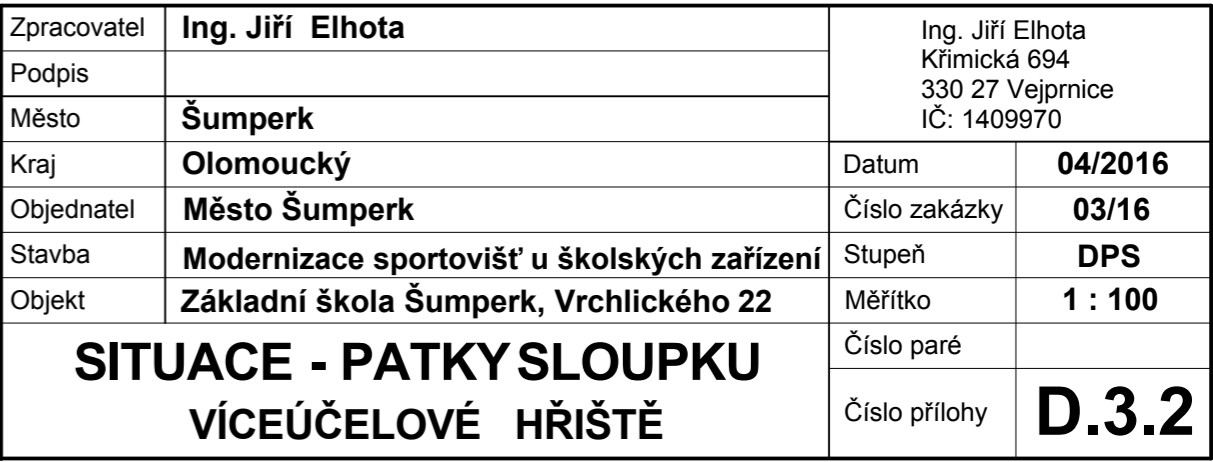 Zpracovatel Ing. Jiří Elhota
Podpis
Město Šumperk
Kraj Olomoucký
Objednatel Město Šumperk
Stavba Modernizace sportovišť u školských zařízení
Objekt Základní škola Šumperk, Vrchlického 22
SITUACE - PATKY SLOUPKU
VÍCEÚČELOVÉ HŘIŠTĚ
Ing. Jiří Elhota
Křimická 694
330 27 Vejprnice
IČ: 1409970
Datum 04/2016
Číslo zakázky 03/16
Stupeň DPS
Měřítko 1 : 100
Číslo paré
Číslo přílohy D.3.2